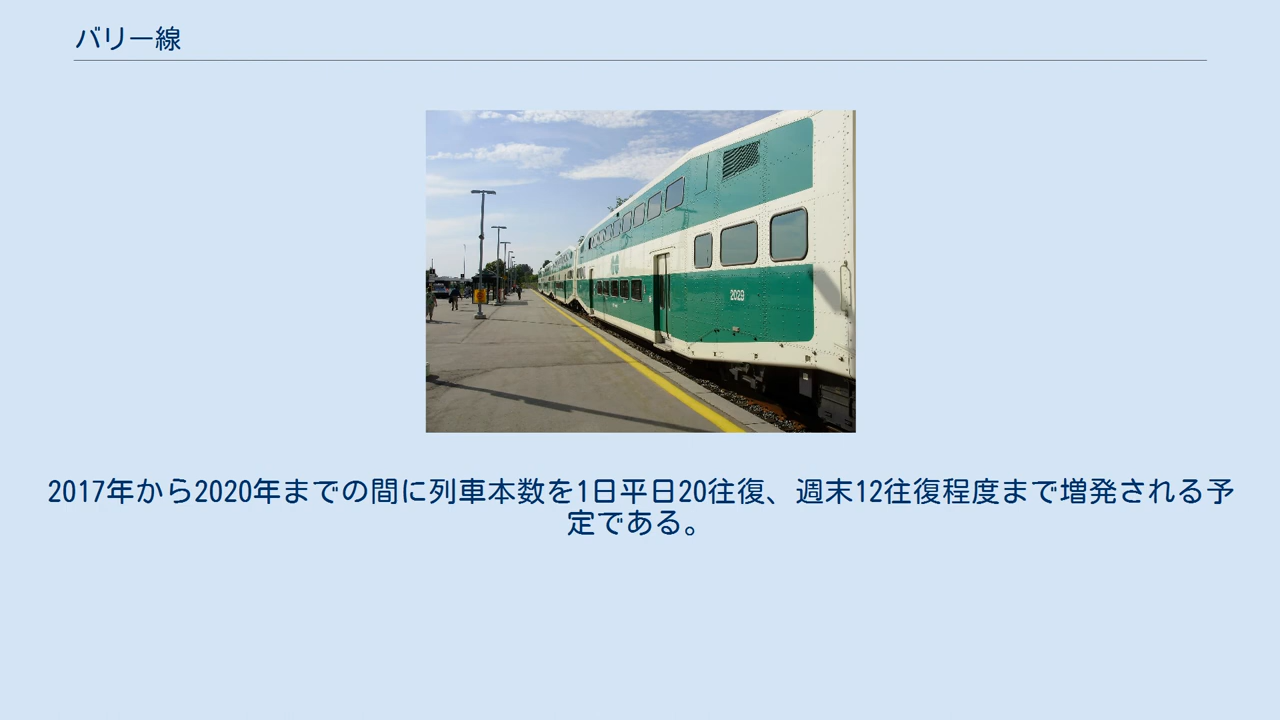 バリー線
2029
2017年から2020年までの間に列車本数を1日平日20往復、週末12往復程度まで増発される予
定である。